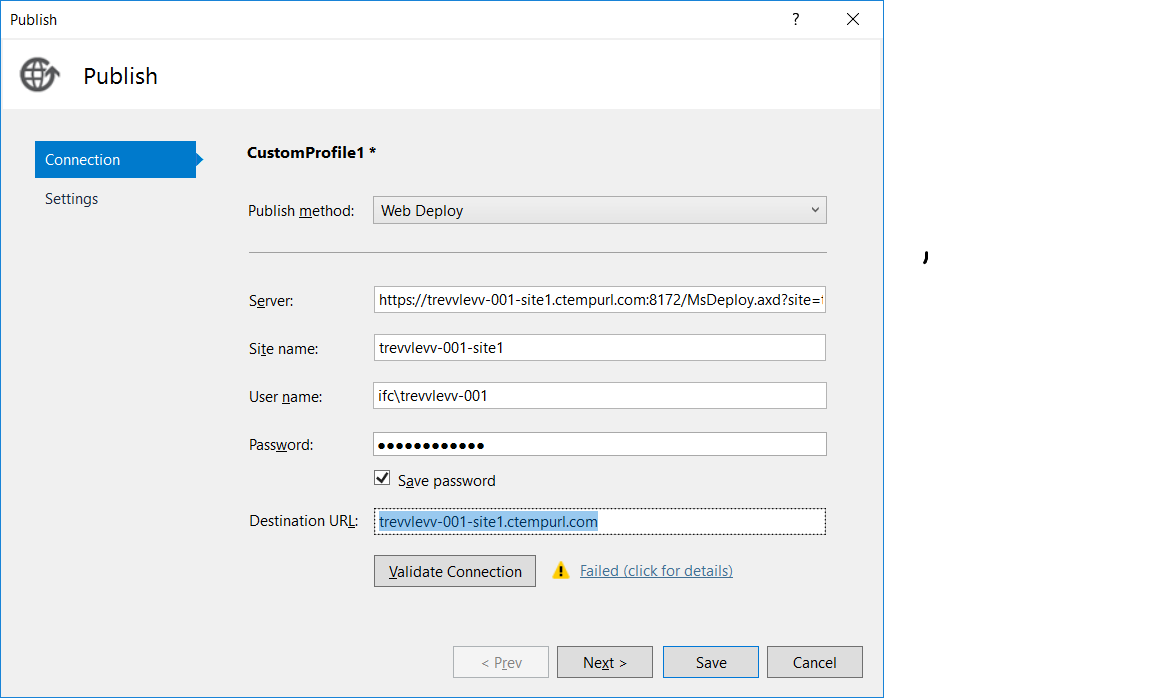 Publish ?
Publish
Connection
Settings
CustomProfile1 *
Publish method: Web Deploy
Server: https://trevvlevv-001-site1.ctempurl.com:8172/MsDeploy.axd?site=t
Site name: trevvlevv-001-site1
User name: ifc\trevvlevv-001
Password: ●●●●●●●●●●●●
Save password
Destination URL: trevvlevv-001-site1.ctempurl.com
Validate Connection Failed (click for details)
< Prev Next > Save Cancel
,